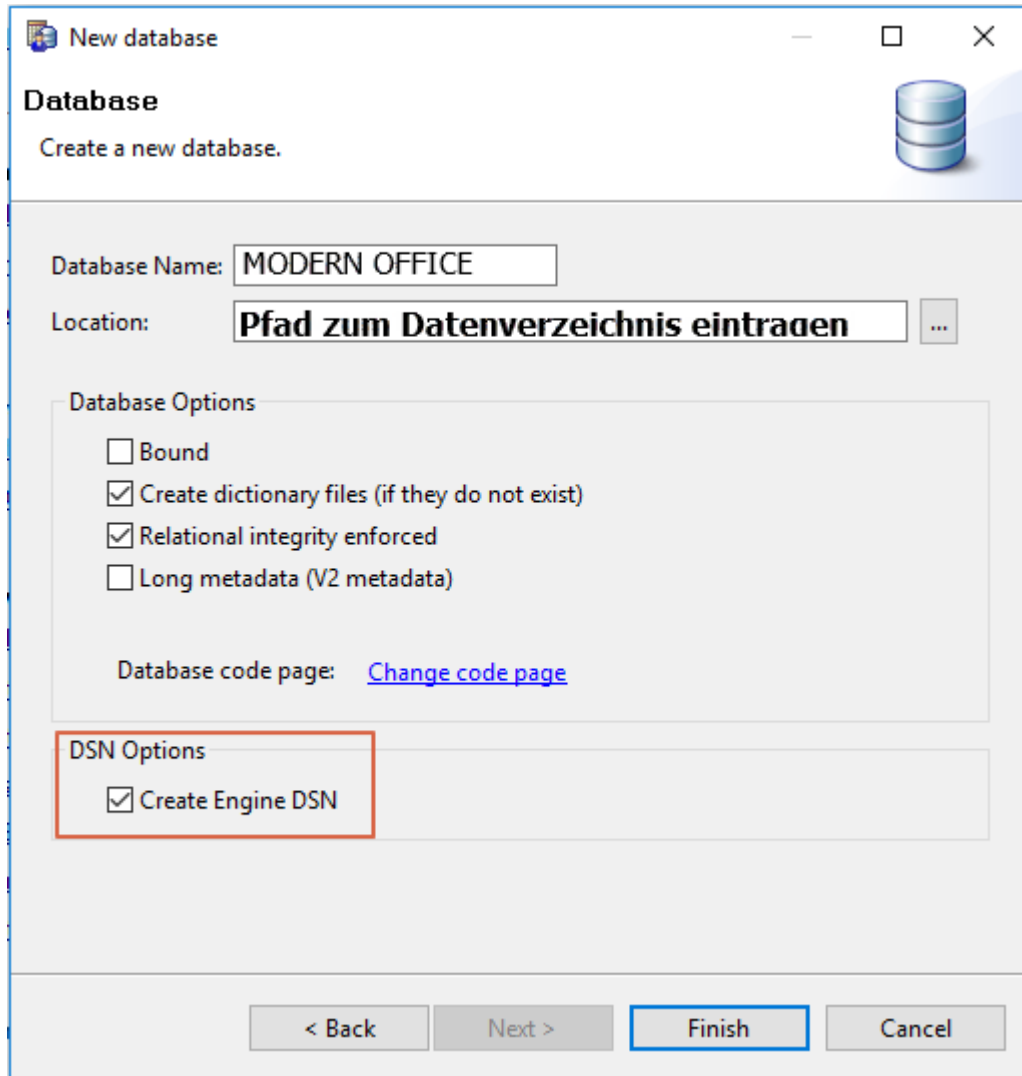 New database
Database
Create a new database.
Database Name: MODERN OFFICE
Location: Pfad zum Datenverzeichnis eintragen ...
Database Options
Bound
Create dictionary files (if they do not exist)
Relational integrity enforced
Long metadata (V2 metadata)
Database code page: Change code page
DSN Options
Create Engine DSN
< Back Next > Finish Cancel